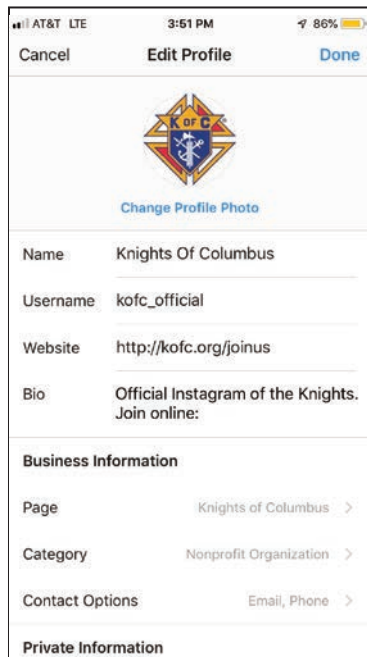 AT&T LTE 3:51 PM 86%
Cancel Edit Profile Done
K OF C
Change Profile Photo
Name Knights Of Columbus
Username kofc_official
Website http://kofc.org/joinus
Bio Official Instagram of the Knights.
Join online:
Business Information
Page Knights of Columbus >
Category Nonprofit Organization >
Contact Options Email, Phone >
Private Information